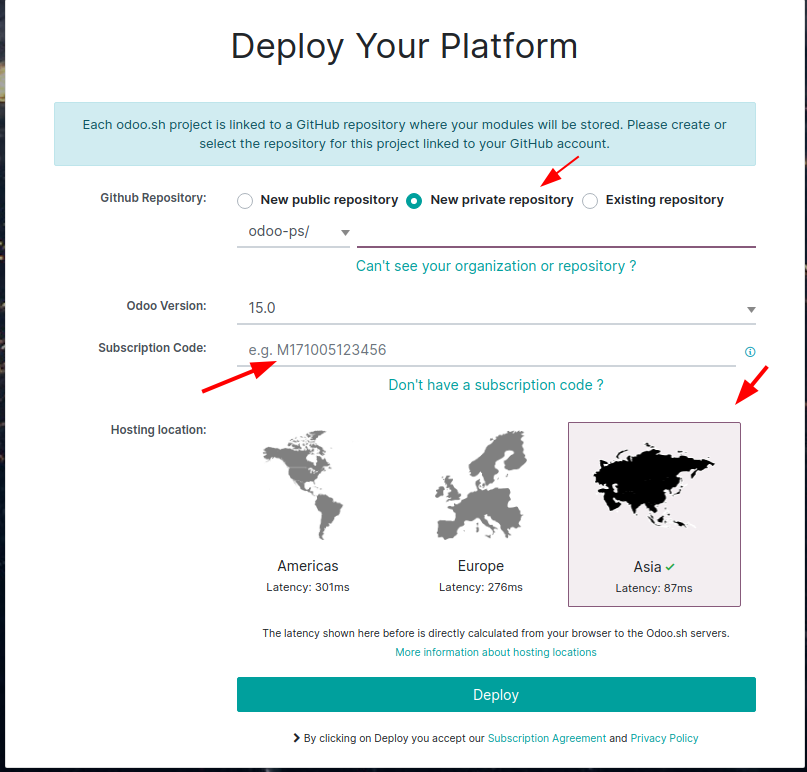 Deploy Your Platform
Each odoo.sh project is linked to a GitHub repository where your modules will be stored. Please create or
select the repository for this project linked to your GitHub account.
Github Repository: New public repository New private repository Existing repository
odoo-ps/
Can't see your organization or repository ?
Odoo Version: 15.0
Subscription Code: e.g. M171005123456
Don't have a subscription code ?
Hosting location:
Americas Europe Asia
Latency: 301ms Latency: 276ms Latency: 87ms
The latency shown here before is directly calculated from your browser to the Odoo.sh servers.
More information about hosting locations
Deploy
By clicking on Deploy you accept our Subscription Agreement and Privacy Policy